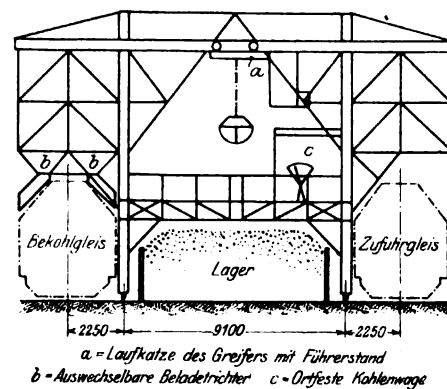 a
b b
c
Bekohlgleis
Zufuhrgleis
Lager
2250 9100 2250
a = Laufkatze des Greifers mit Führerstand
b = Auswechselbare Beladetrichter c = Ortfeste Kohlenwage